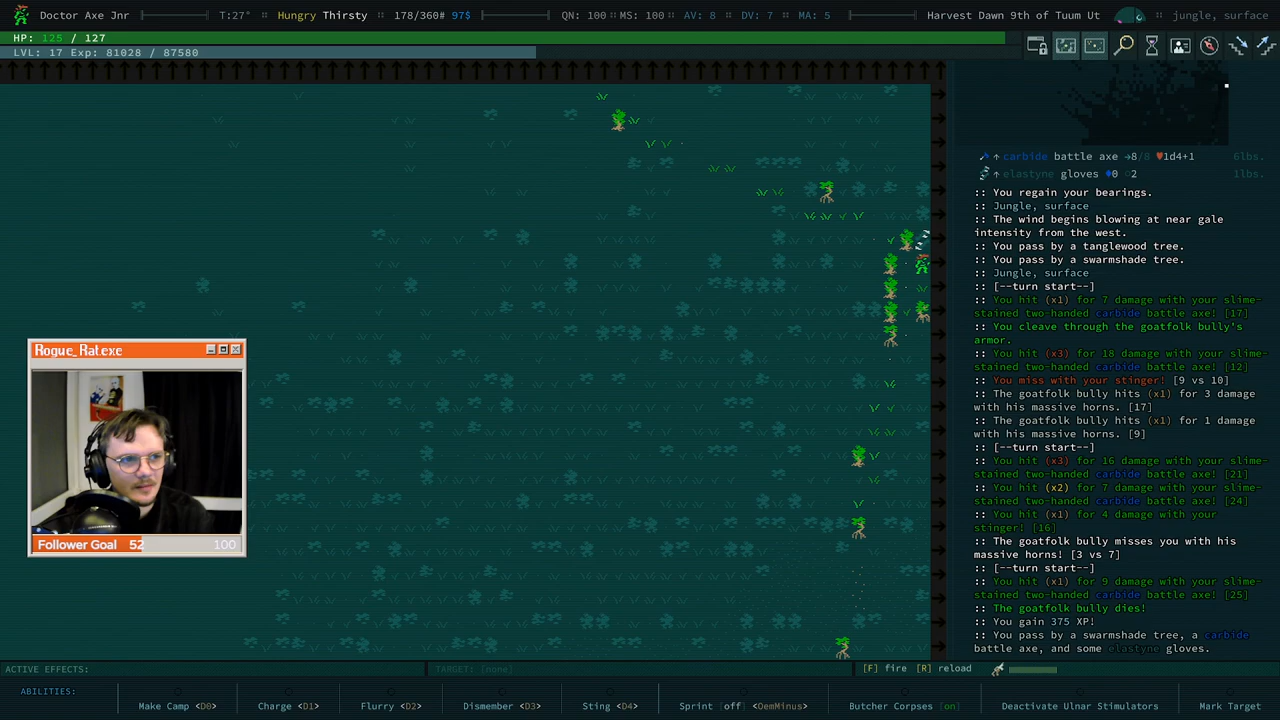 Doctor Axe Jnr T:27° :: Hungry Thirsty :: 178/360# 97$ QN: 100 :: MS: 100 :: AV: 8 :: DV: 7 :: MA: 5 Harvest Dawn 9th of Tuum Ut :: jungle, surface
HP: 125 / 127
LVL: 17 Exp: 81028 / 87580
carbide battle axe →8/8 ♥1d4+1 6lbs.
elastyne gloves ♦0 ○2 1lbs.
:: You regain your bearings.
:: Jungle, surface
:: The wind begins blowing at near gale
intensity from the west.
:: You pass by a tanglewood tree.
:: You pass by a swarmshade tree.
:: Jungle, surface
:: [--turn start--]
:: You hit (x1) for 7 damage with your slime-
stained two-handed carbide battle axe! [17]
:: You cleave through the goatfolk bully's
armor.
:: You hit (x3) for 18 damage with your slime-
stained two-handed carbide battle axe! [12]
:: You miss with your stinger! [9 vs 10]
:: The goatfolk bully hits (x1) for 3 damage
with his massive horns. [17]
:: The goatfolk bully hits (x1) for 1 damage
with his massive horns. [9]
:: [--turn start--]
:: You hit (x3) for 16 damage with your slime-
stained two-handed carbide battle axe! [21]
:: You hit (x2) for 7 damage with your slime-
stained two-handed carbide battle axe! [24]
:: You hit (x1) for 4 damage with your
stinger! [16]
:: The goatfolk bully misses you with his
massive horns! [3 vs 7]
:: [--turn start--]
:: You hit (x1) for 9 damage with your slime-
stained two-handed carbide battle axe! [25]
:: The goatfolk bully dies!
:: You gain 375 XP!
:: You pass by a swarmshade tree, a carbide
battle axe, and some elastyne gloves.
Rogue_Rat.exe
Follower Goal 52 100
ACTIVE EFFECTS: TARGET: [none] [F] fire [R] reload
ABILITIES: Make Camp <D0> Charge <D1> Flurry <D2> Dismember <D3> Sting <D4> Sprint [off] <OemMinus> Butcher Corpses [on] Deactivate Ulnar Stimulators Mark Target